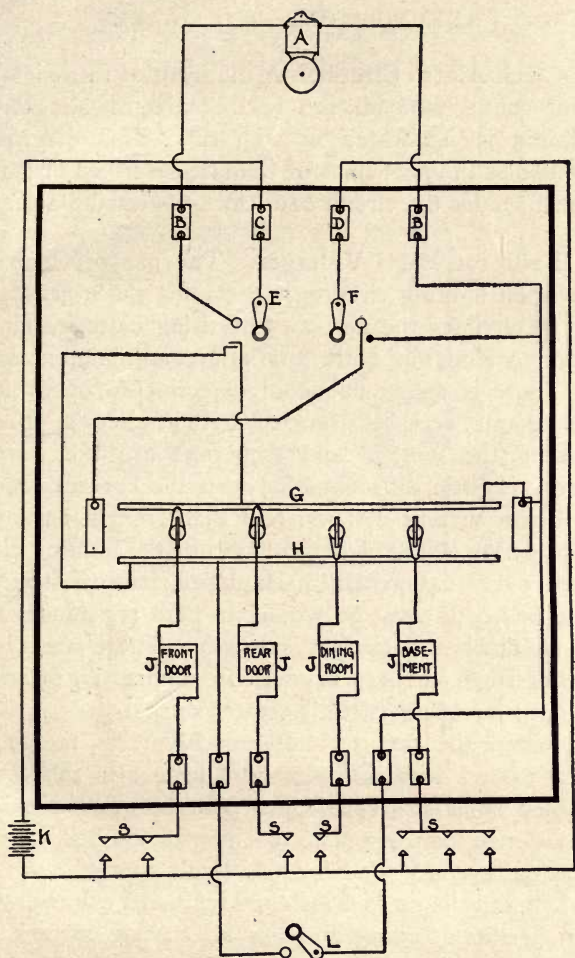 A
B C D B
E F
G
H
J FRONT DOOR J REAR DOOR J DINING ROOM J BASE-MENT
K
S S S S
L